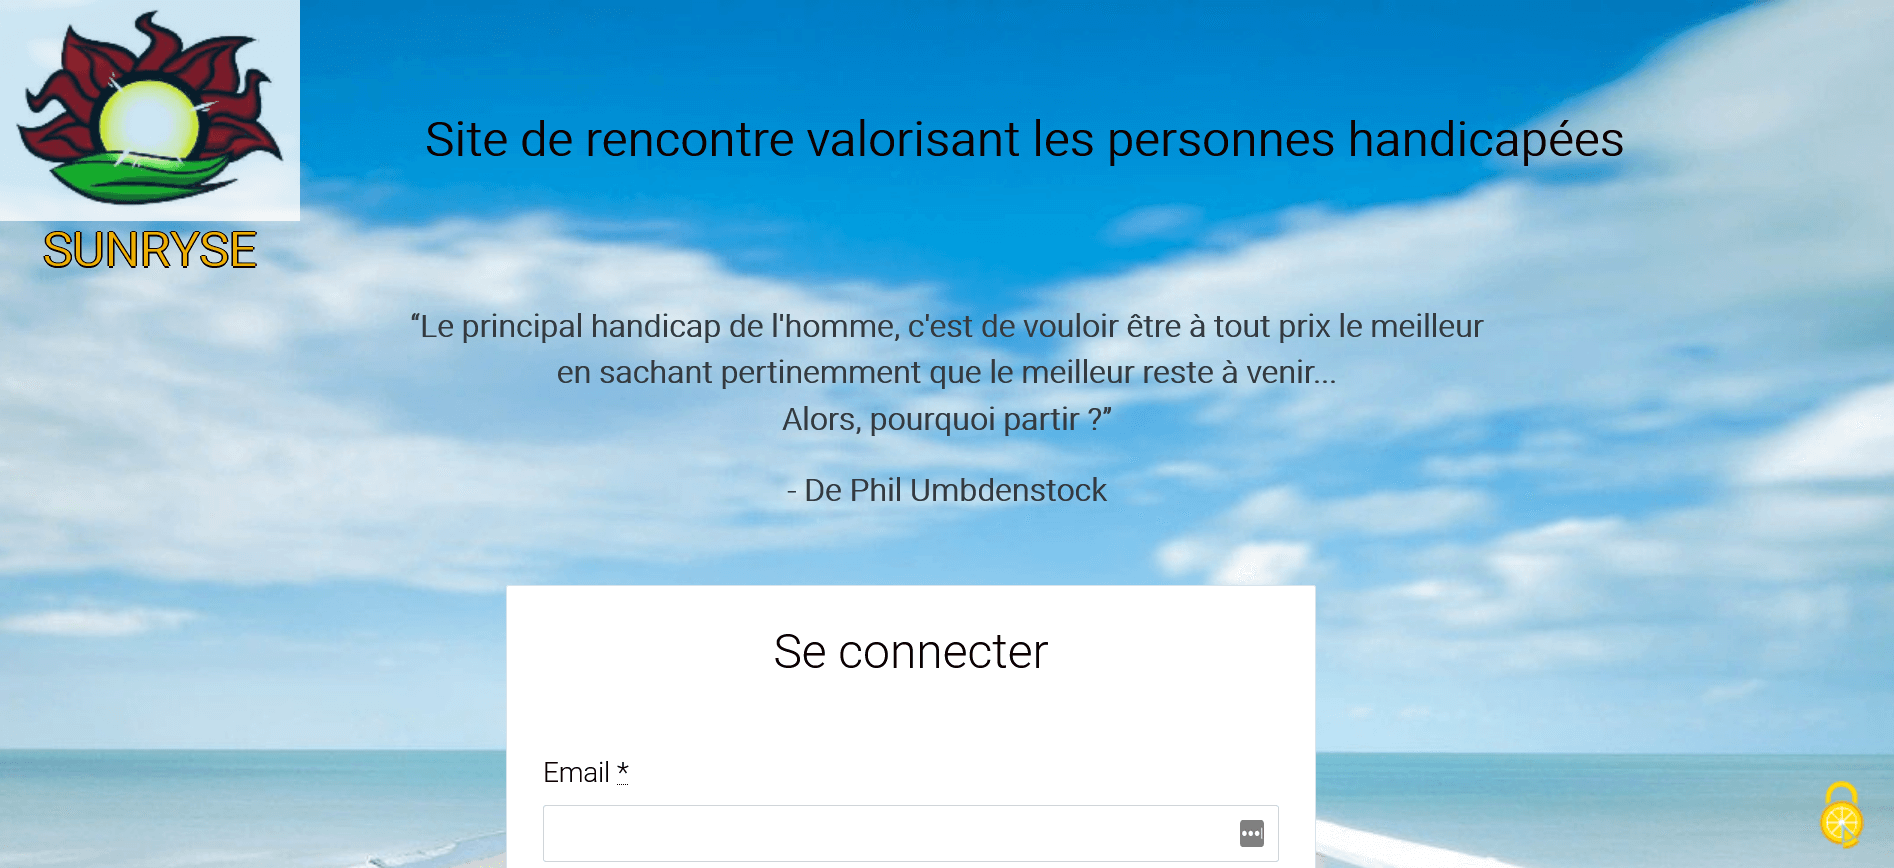 SUNRYSE
Site de rencontre valorisant les personnes handicapées
“Le principal handicap de l'homme, c'est de vouloir être à tout prix le meilleur
en sachant pertinemment que le meilleur reste à venir...
Alors, pourquoi partir ?”
- De Phil Umbdenstock
Se connecter
Email *